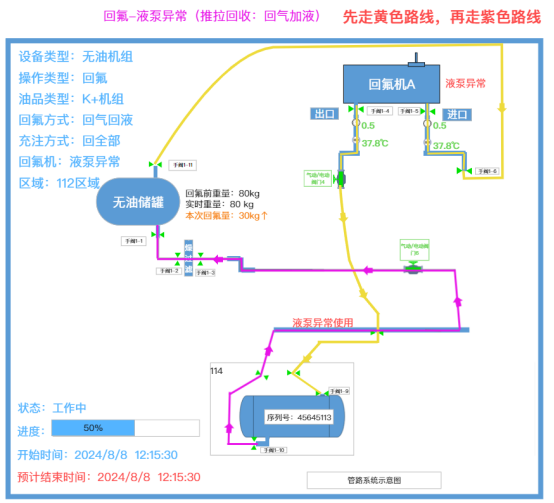 回氟-液泵异常（推拉回收：回气加液）
先走黄色路线，再走紫色路线
设备类型：无油机组
操作类型：回氟
油品类型：K+机组
回氟方式：回气回液
充注方式：回全部
回氟机：液泵异常
区域：112区域
回氟机A
液泵异常
出口
手阀1-4
手阀1-5
进口
0.5
0.5
37.8℃
37.8℃
手阀1-11
手阀1-6
气动/电动
阀门1
无油储罐
回氟前重量：80kg
实时重量：80 kg
本次回氟量：30kg↑
手阀1-1
手阀1-2
手阀1-3
气动/电动阀
液泵异常使用
114
手阀1-9
序列号：45645113
手阀1-10
状态：工作中
进度：
50%
开始时间：2024/8/8 12:15:30
预计结束时间：2024/8/8 12:15:30
管路系统示意图